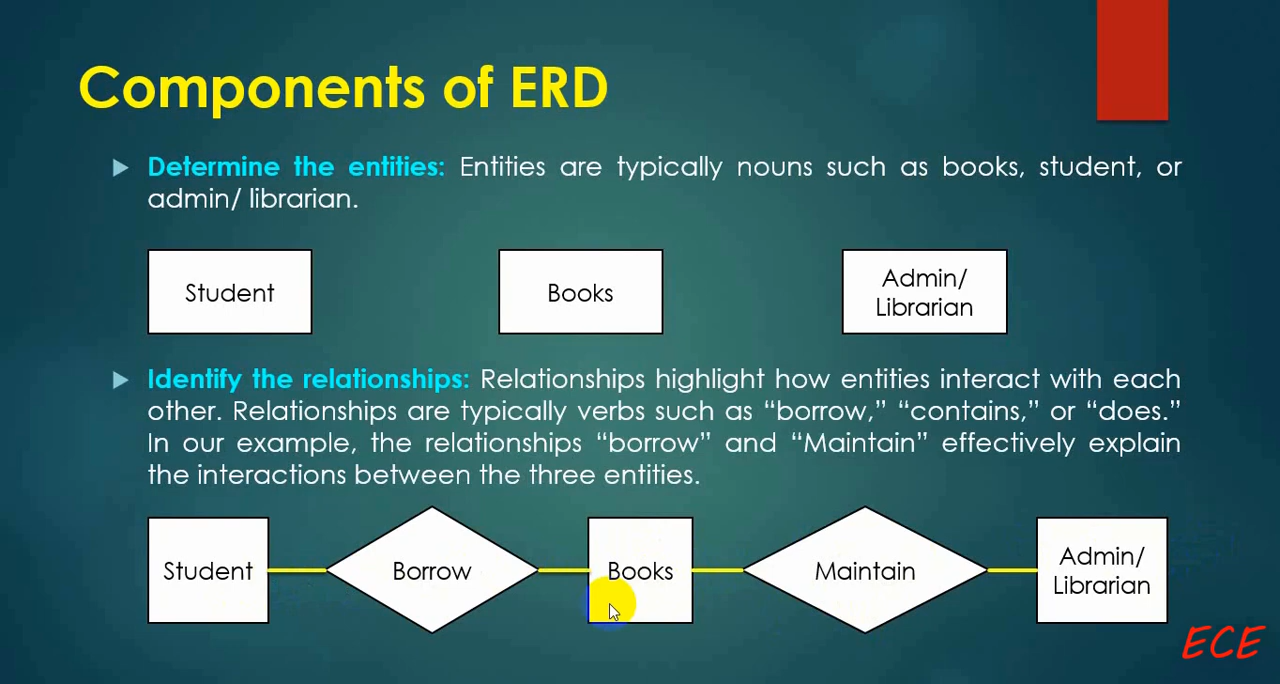 Components of ERD
Determine the entities: Entities are typically nouns such as books, student, or
admin/ librarian.
Student
Books
Admin/
Librarian
Identify the relationships: Relationships highlight how entities interact with each
other. Relationships are typically verbs such as “borrow,” “contains,” or “does.”
In our example, the relationships “borrow” and “Maintain” effectively explain
the interactions between the three entities.
Student
Borrow
Books
Maintain
Admin/
Librarian
ECE